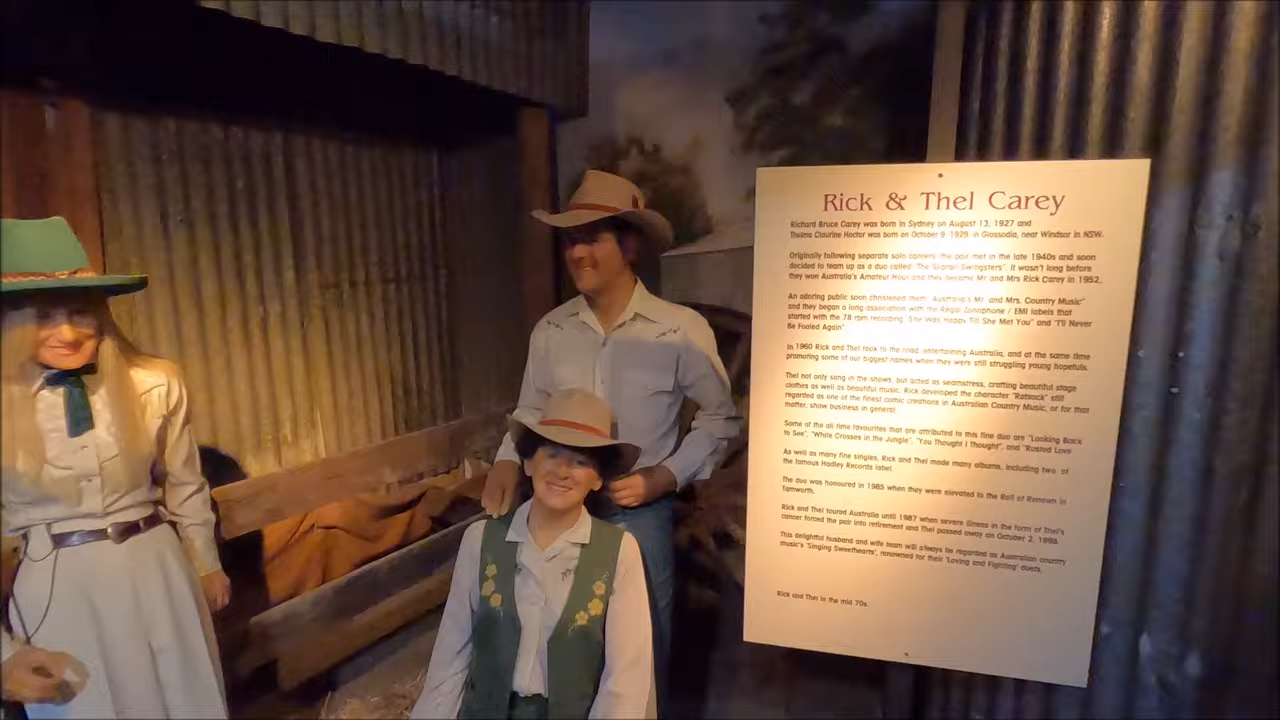 Rick & Thel Carey
Richard Bruce Carey was born in Sydney on August 13, 1927 and
Thelma Claurine Hoctor was born on October 9, 1929, in Glossodia, near Windsor in NSW.
Originally following separate solo careers, the pair met in the late 1940s and soon
decided to team up as a duo called "The Sierra Swingsters". It wasn't long before
they won Australia's Amateur Hour and they became Mr and Mrs Rick Carey in 1952.
An adoring public soon christened them "Australia's Mr. and Mrs. Country Music"
and they began a long association with the Regal Zonophone / EMI labels that
started with the 78 rpm recording "She Was Happy Till She Met You" and "I'll Never
Be Fooled Again"
In 1960 Rick and Thel took to the road, entertaining Australia, and at the same time
promoting some of our biggest names when they were still struggling young hopefuls.
Thel not only sang in the shows, but acted as seamstress, crafting beautiful stage
clothes as well as beautiful music. Rick developed the character "Ratsack" still
regarded as one of the finest comic creations in Australian Country Music, or for that
matter, show business in general
Some of the all time favourites that are attributed to this fine duo are "Looking Back
to See", "White Crosses in the Jungle", "You Thought I Thought", and "Rusted Love
As well as many fine singles, Rick and Thel made many albums, including two of
the famous Hadley Records label.
The duo was honoured in 1985 when they were elevated to the Roll of Renown in
Tamworth.
Rick and Thel toured Australia until 1987 when severe illness in the form of Thel's
cancer forced the pair into retirement and Thel passed away on October 2,
This delightful husband and wife team will always be regarded as Australian country
music's 'Singing Sweethearts', renowned for their 'Loving and Fighting' duets.
Rick and Thel in the mid 70s.